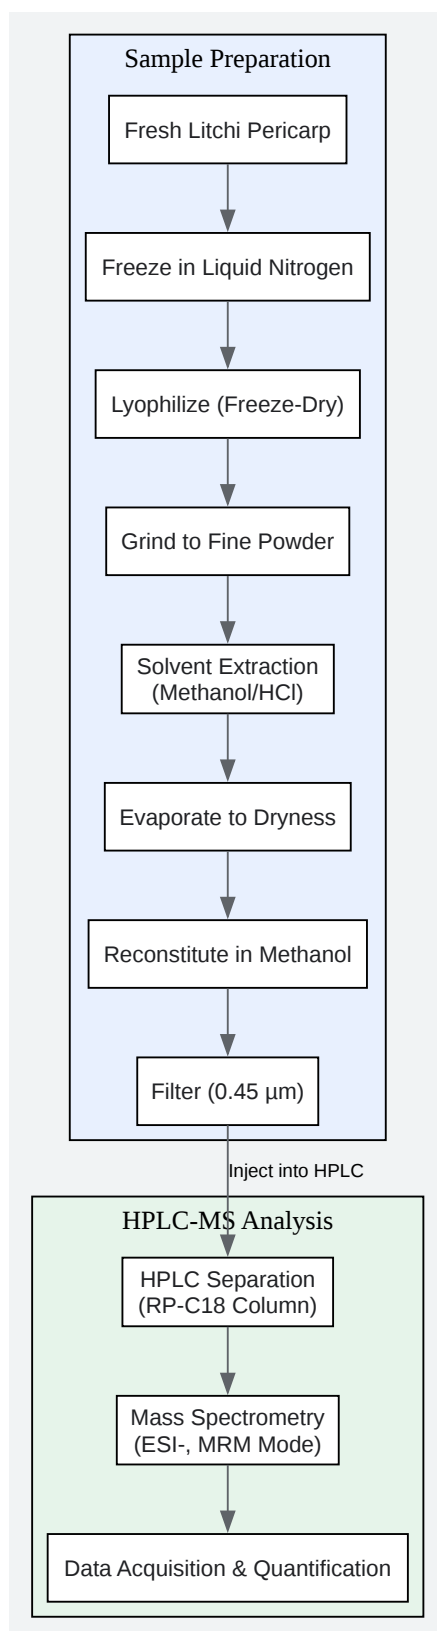 Sample Preparation
Fresh Litchi Pericarp
Freeze in Liquid Nitrogen
Lyophilize (Freeze-Dry)
Grind to Fine Powder
Solvent Extraction
(Methanol/HCl)
Evaporate to Dryness
Reconstitute in Methanol
Filter (0.45 µm)
Inject into HPLC
HPLC-MS Analysis
HPLC Separation
(RP-C18 Column)
Mass Spectrometry
(ESI-, MRM Mode)
Data Acquisition & Quantification